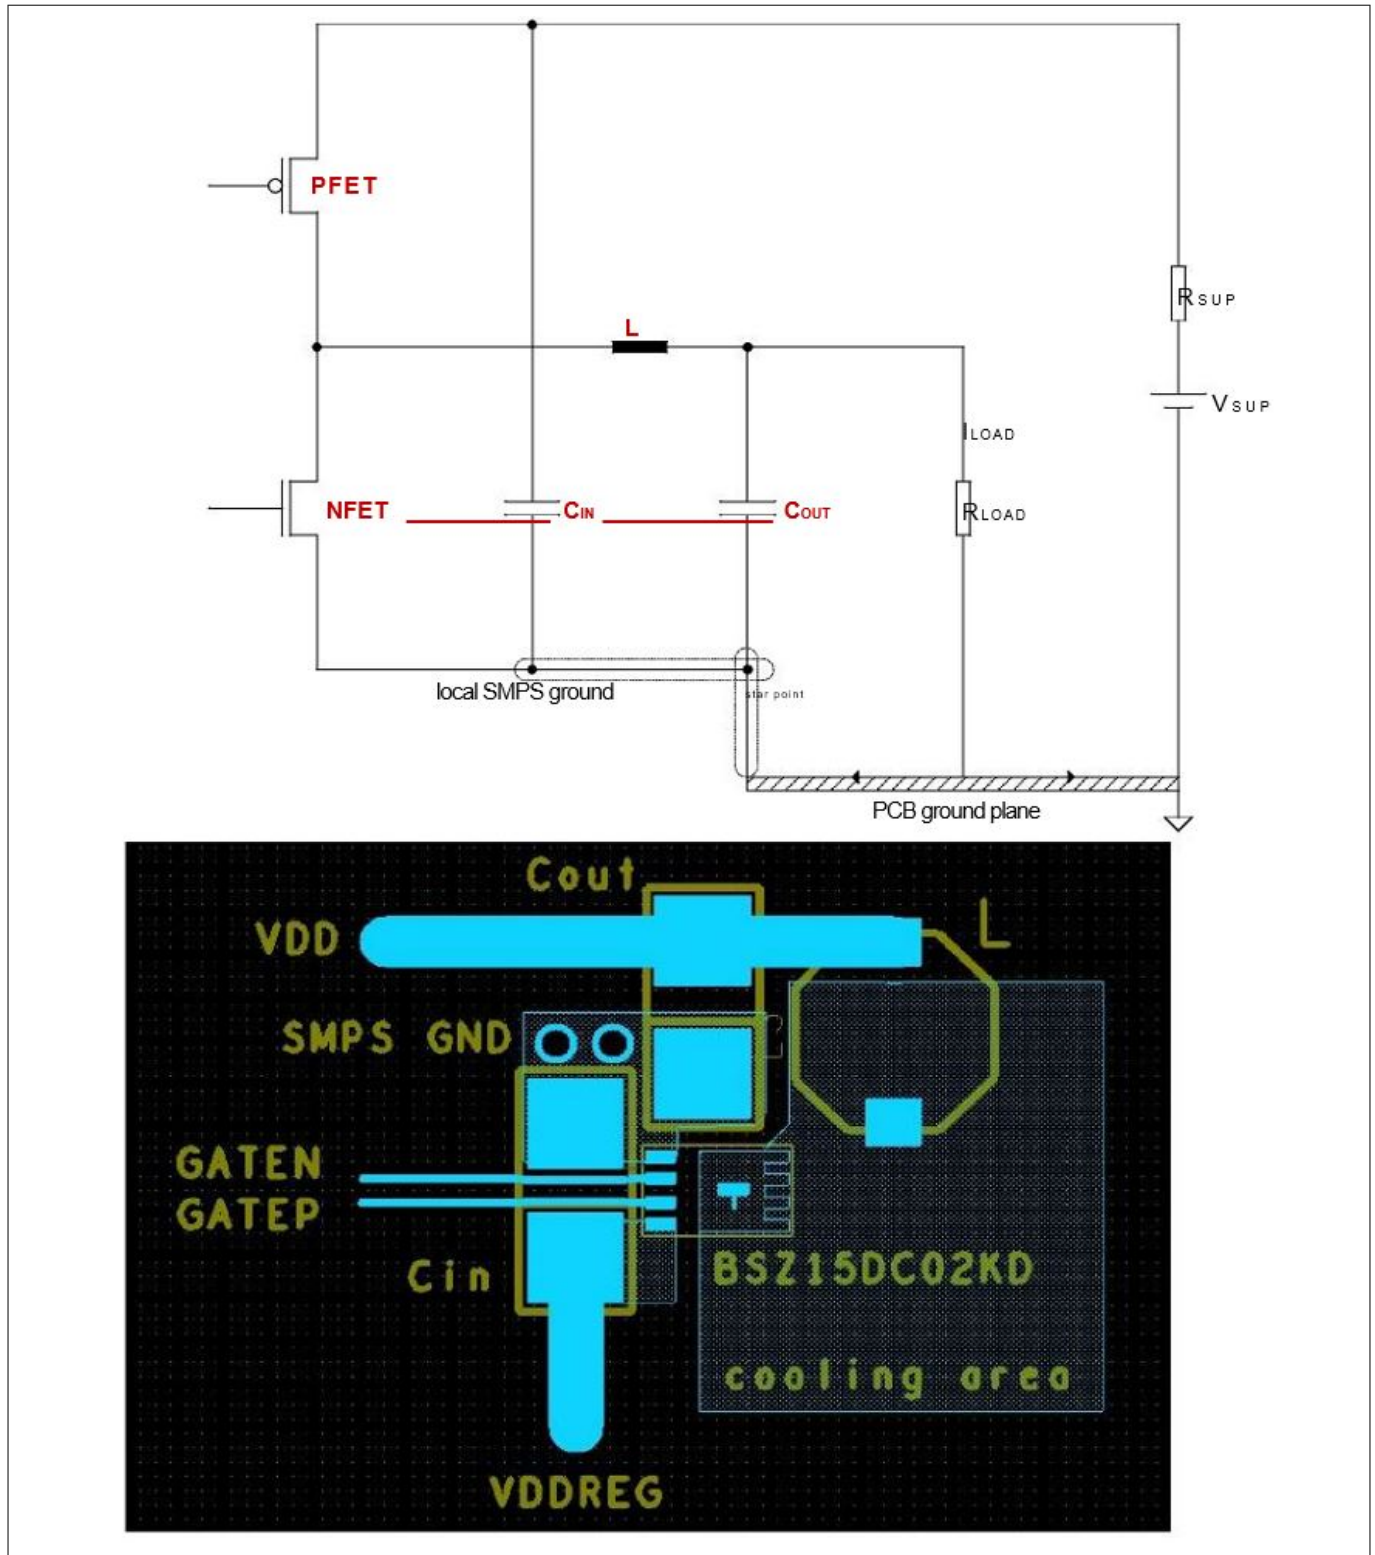 PFET
L
RSUP
VSUP
ILOAD
NFET
CIN
COUT
RLOAD
local SMPS ground
star point
PCB ground plane
Cout
L
VDD
SMPS GND
GATEN
GATEP
Cin
BSZ15DC02KD
cooling area
VDDREG